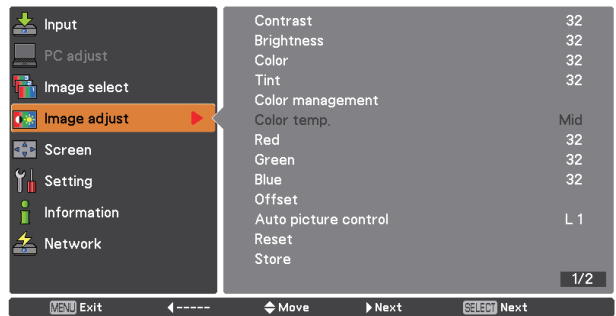 Input
PC adjust
Image select
Image adjust
Screen
Setting
Information
Network
Contrast 32
Brightness 32
Color 32
Tint 32
Color management
Color temp. Mid
Red 32
Green 32
Blue 32
Offset
Auto picture control L 1
Reset
Store
1/2
MENU Exit ----- Move Next SELECT Next